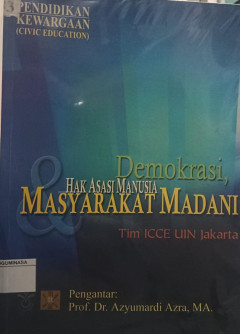 3 PENDIDIKAN
KEWARGAAN
(CIVIC EDUCATION)
Demokrasi,
HAK ASASI MANUSIA
& MASYARAKAT MADANI
Tim ICCE UIN Jakarta
Pengantar:
Prof. Dr. Azyumardi Azra, MA.